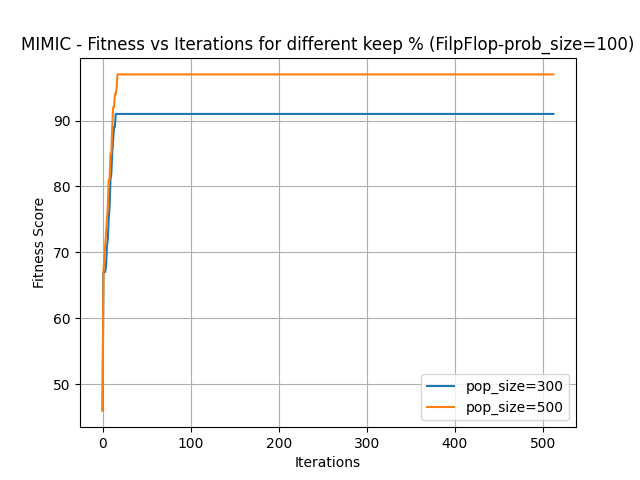 MIMIC - Fitness vs Iterations for different keep % (FilpFlop-prob_size=100)
Fitness Score
90
80
70
60
50
pop_size=300
pop_size=500
0 100 200 300 400 500
Iterations